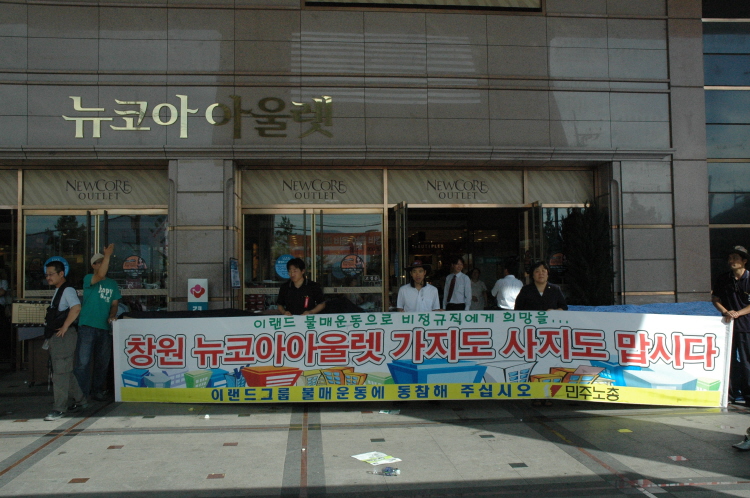 뉴코아 아울렛
NEWCORE OUTLET
NEWCORE OUTLET
NEWCORE OUTLET
이랜드 불매운동으로 비정규직에게 희망을...
창원 뉴코아아울렛 가지도 사지도 맙시다
이랜드그룹 불매운동에 동참해 주십시오
민주노총
23